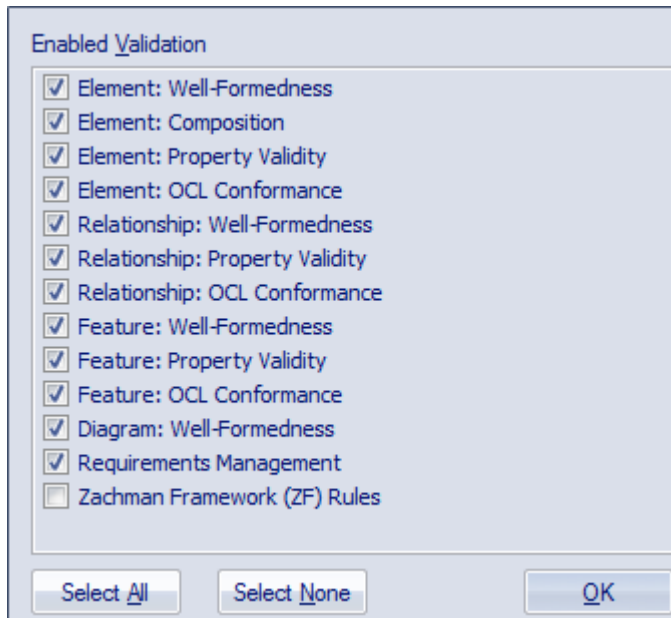 Enabled Validation
Element: Well-Formedness
Element: Composition
Element: Property Validity
Element: OCL Conformance
Relationship: Well-Formedness
Relationship: Property Validity
Relationship: OCL Conformance
Feature: Well-Formedness
Feature: Property Validity
Feature: OCL Conformance
Diagram: Well-Formedness
Requirements Management
Zachman Framework (ZF) Rules
Select All Select None OK